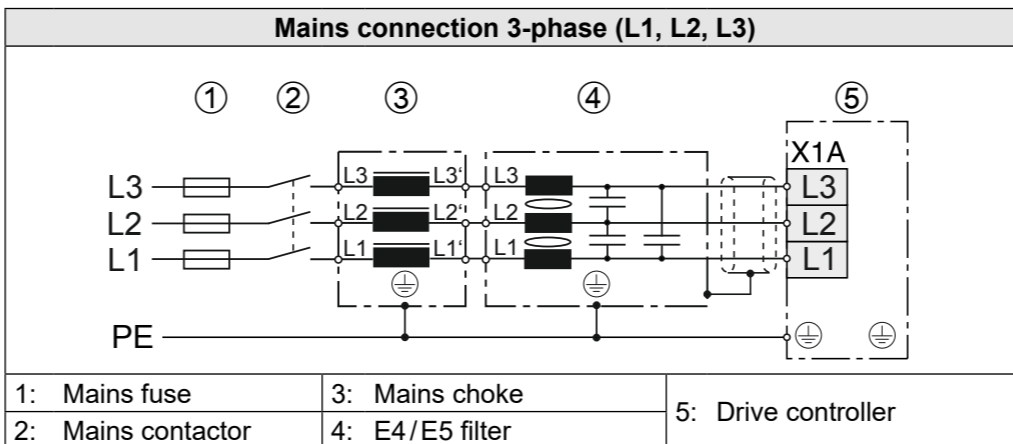 Mains connection 3-phase (L1, L2, L3)
① ② ③ ④ ⑤
X1A
L3 L3 L3‘ L3 L3
L2 L2 L2‘ L2 L2
L1 L1 L1‘ L1 L1
PE
1: Mains fuse 3: Mains choke 5: Drive controller
2: Mains contactor 4: E4/E5 filter